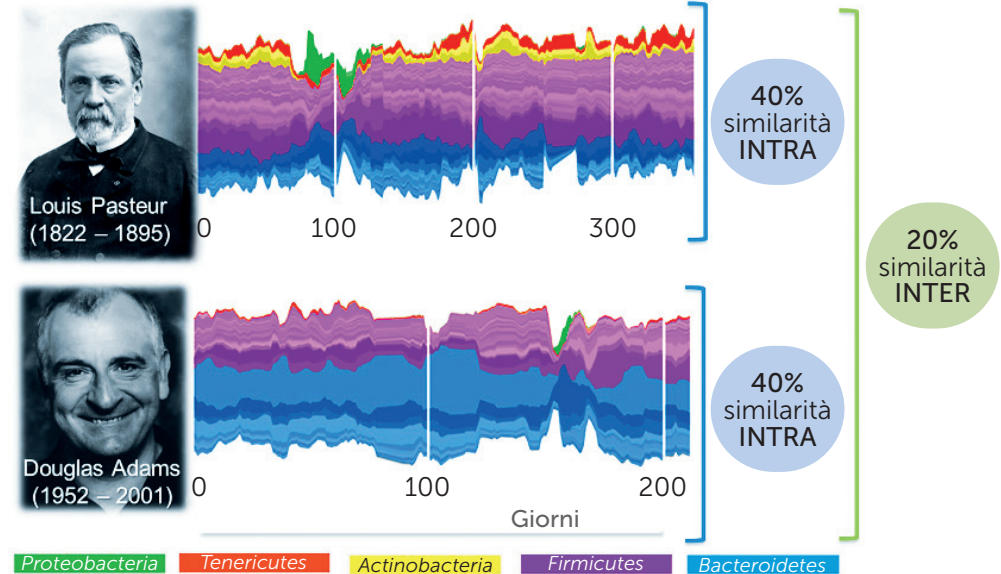 Louis Pasteur
(1822 – 1895)
0
100
200
300
40%
similarità
INTRA
20%
similarità
INTER
Douglas Adams
(1952 – 2001)
0
100
200
Giorni
40%
similarità
INTRA
Proteobacteria
Tenericutes
Actinobacteria
Firmicutes
Bacteroidetes